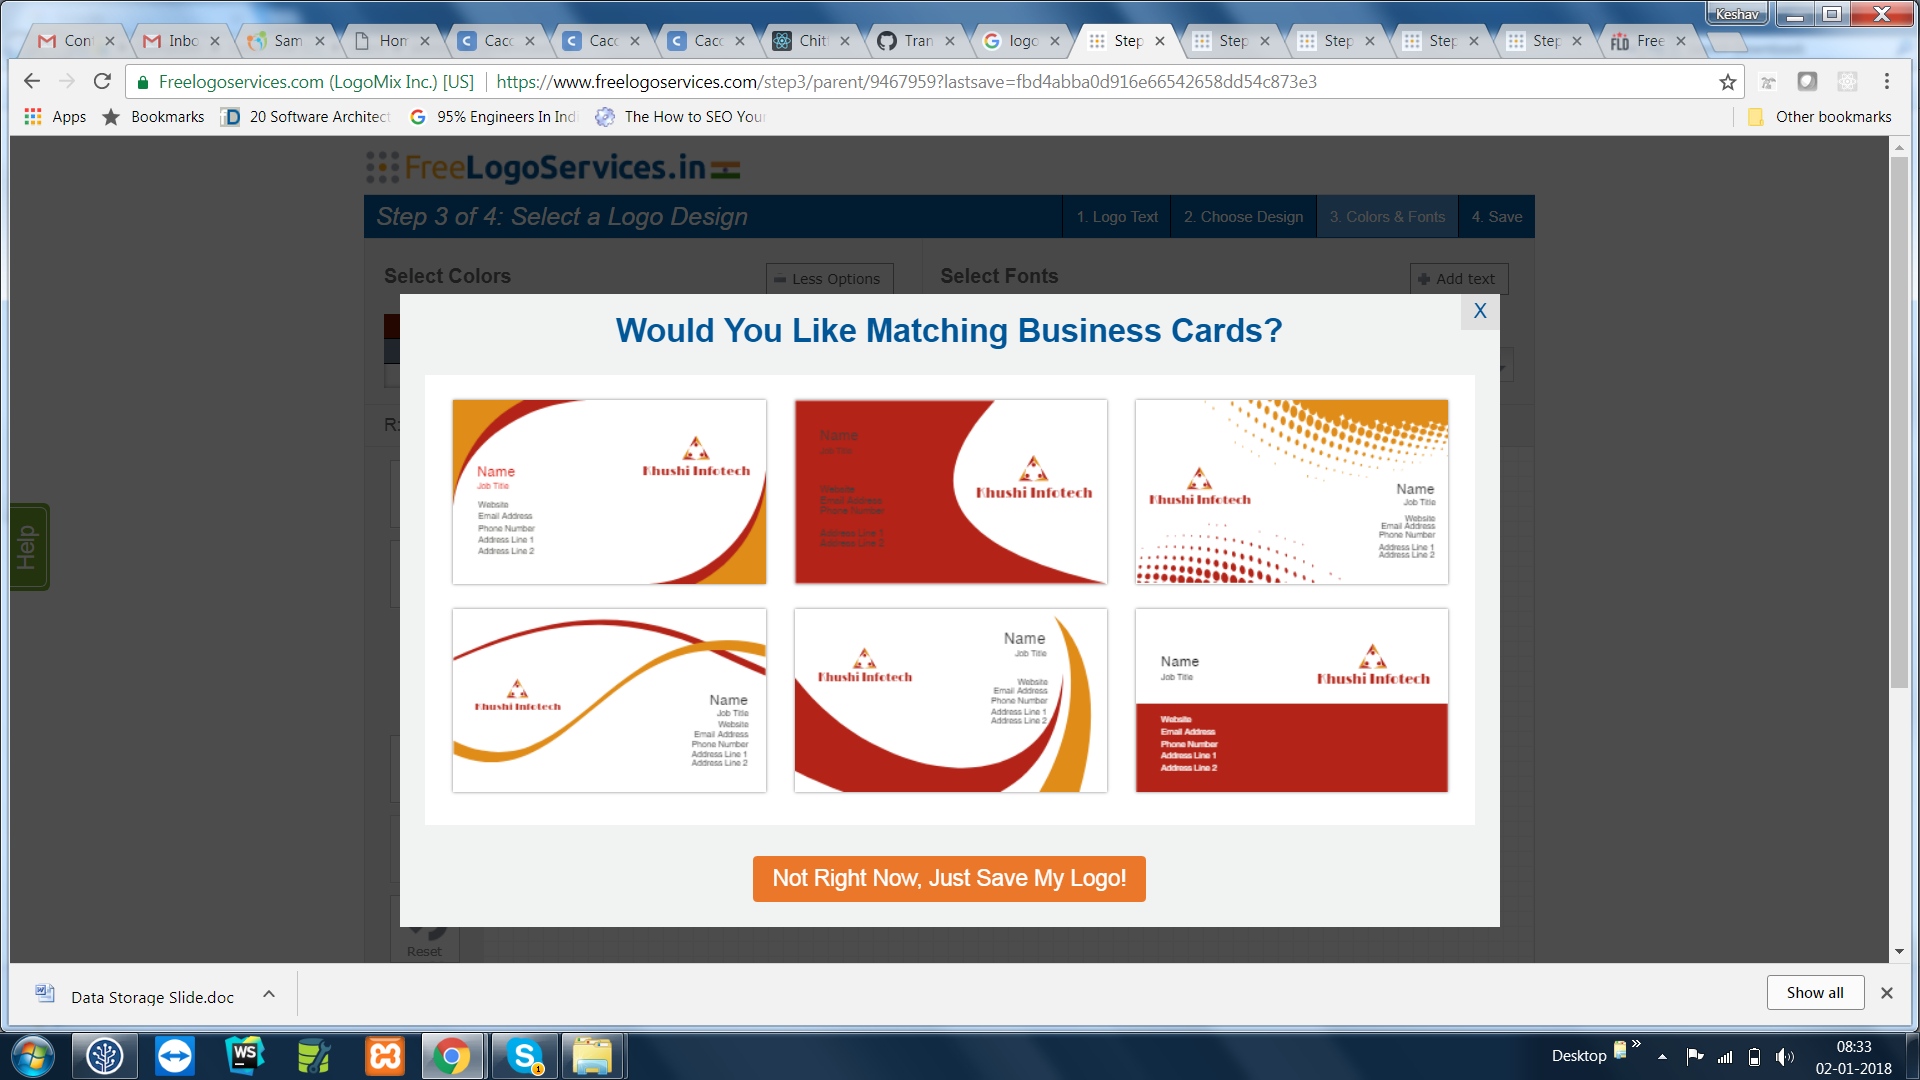 Keshav
Con
Inbo
Sam
Hom
Cacc
Cacc
Cacc
Chit
Tran
logo
Step
Step
Step
Step
Step
Free
Freelogoservices.com (LogoMix Inc.) [US]
https://www.freelogoservices.com/step3/parent/9467959?lastsave=fbd4abba0d916e66542658dd54c873e3
Apps
Bookmarks
20 Software Architect
95% Engineers In Indi
The How to SEO Your
Other bookmarks
FreeLogoServices.in
Step 3 of 4: Select a Logo Design
1. Logo Text
2. Choose Design
3. Colors & Fonts
4. Save
Select Colors
Less Options
Select Fonts
Add text
X
Would You Like Matching Business Cards?
Khushi Infotech
Name
Job Title
Website
Email Address
Phone Number
Address Line 1
Address Line 2
Name
Job Title
Website
Email Address
Phone Number
Address Line 1
Address Line 2
Khushi Infotech
Khushi Infotech
Name
Job Title
Website
Email Address
Phone Number
Address Line 1
Address Line 2
Khushi Infotech
Name
Job Title
Website
Email Address
Phone Number
Address Line 1
Address Line 2
Khushi Infotech
Name
Job Title
Website
Email Address
Phone Number
Address Line 1
Address Line 2
Name
Job Title
Khushi Infotech
Website
Email Address
Phone Number
Address Line 1
Address Line 2
Help
Not Right Now, Just Save My Logo!
Reset
Data Storage Slide.doc
Show all
WS
Desktop
08:33
02-01-2018